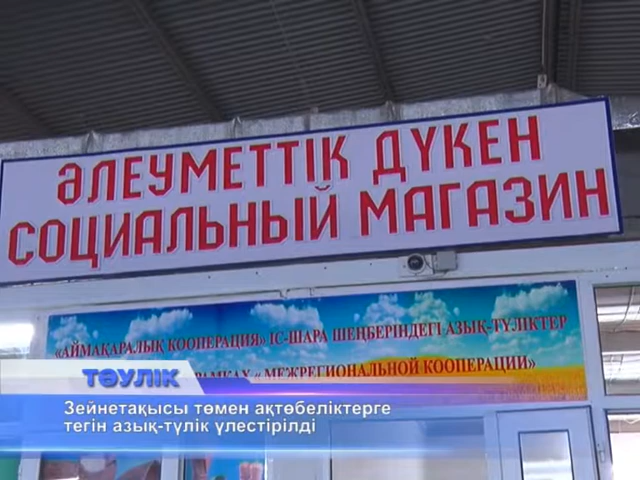 ӘЛЕУМЕТТІК ДҮКЕН
СОЦИАЛЬНЫЙ МАГАЗИН
«АЙМАҚАРАЛЫҚ КООПЕРАЦИЯ» ІС-ШАРА ШЕҢБЕРІНДЕГІ АЗЫҚ-ТҮЛІКТЕР
РАМКАХ « МЕЖРЕГИОНАЛЬНОЙ КООПЕРАЦИИ»
ТӘУЛІК
Зейнетақысы төмен ақтөбеліктерге
тегін азық-түлік үлестірілді